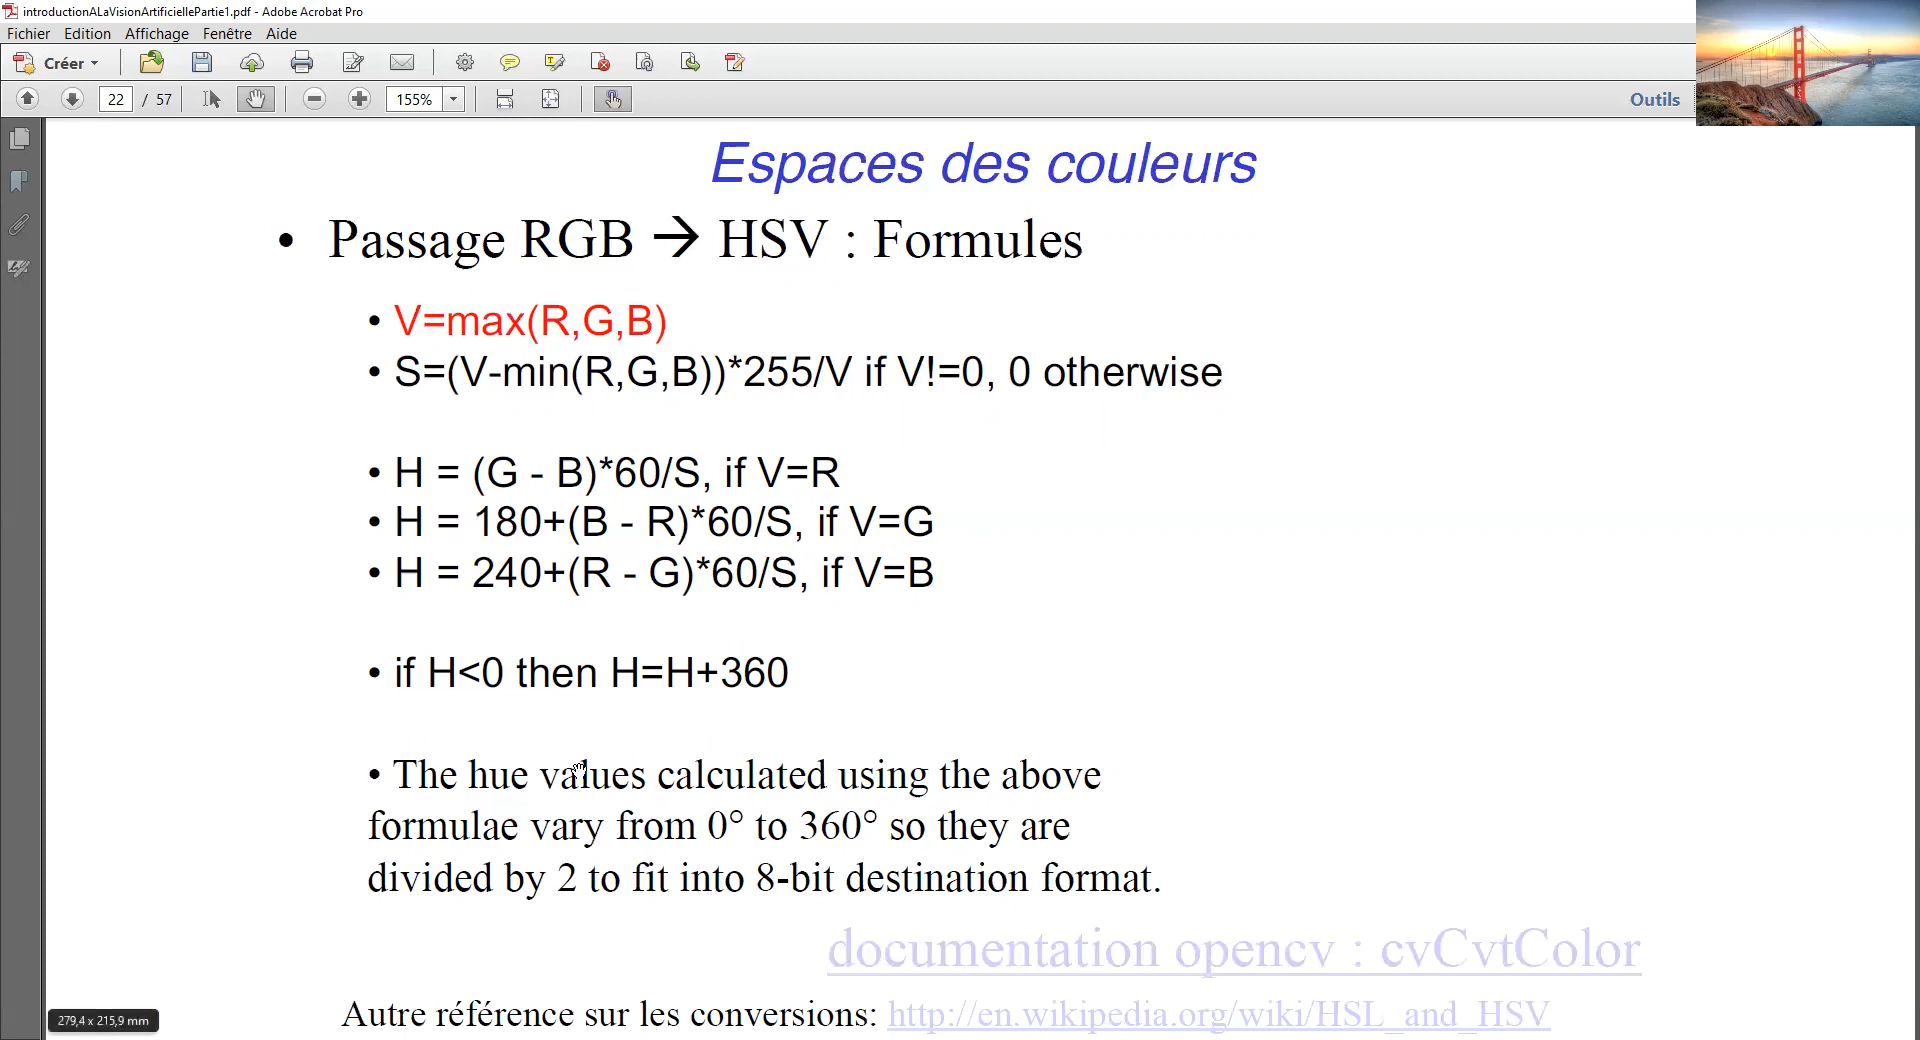 introductionALaVisionArtificiellePartie1.pdf - Adobe Acrobat Pro
Fichier Edition Affichage Fenêtre Aide
Créer
22 / 57 155% Outils
Espaces des couleurs
• Passage RGB → HSV : Formules
• V=max(R,G,B)
• S=(V-min(R,G,B))*255/V if V!=0, 0 otherwise
• H = (G - B)*60/S, if V=R
• H = 180+(B - R)*60/S, if V=G
• H = 240+(R - G)*60/S, if V=B
• if H<0 then H=H+360
• The hue values calculated using the above
formulae vary from 0° to 360° so they are
divided by 2 to fit into 8-bit destination format.
documentation opencv : cvCvtColor
Autre référence sur les conversions: http://en.wikipedia.org/wiki/HSL_and_HSV
279,4 x 215,9 mm